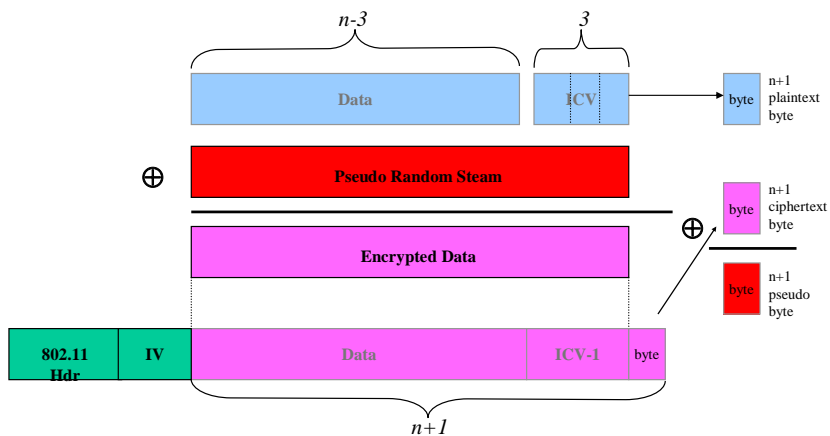 n-3
3
Data
ICV
byte
n+1
plaintext
byte
Pseudo Random Steam
byte
n+1
ciphertext
byte
Encrypted Data
byte
n+1
pseudo
byte
802.11
Hdr
IV
Data
ICV-1
byte
n+1